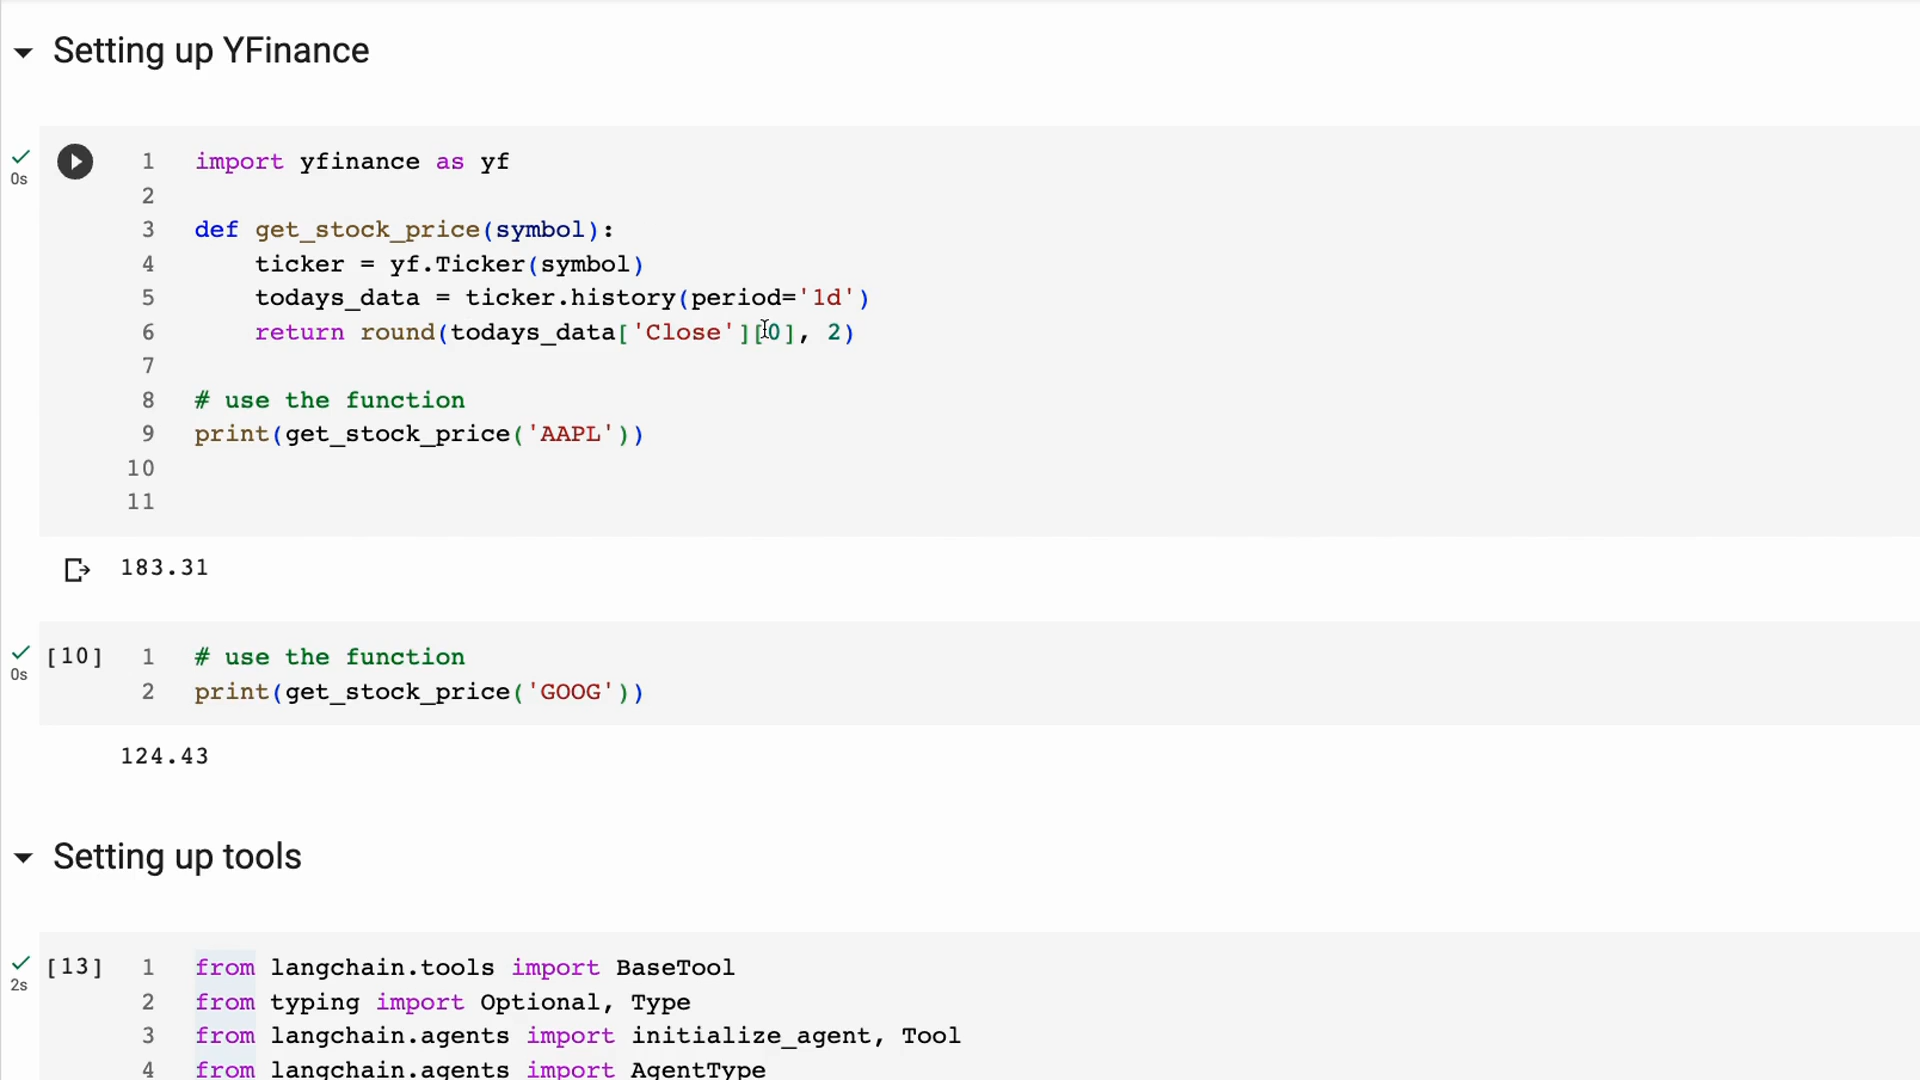 Setting up YFinance
0s
1 import yfinance as yf
2
3 def get_stock_price(symbol):
4 ticker = yf.Ticker(symbol)
5 todays_data = ticker.history(period='1d')
6 return round(todays_data['Close'][0], 2)
7
8 # use the function
9 print(get_stock_price('AAPL'))
10
11
183.31
[10] 1 # use the function
0s
2 print(get_stock_price('GOOG'))
124.43
Setting up tools
[13] 1 from langchain.tools import BaseTool
2s
2 from typing import Optional, Type
3 from langchain.agents import initialize_agent, Tool
4 from langchain.agents import AgentType